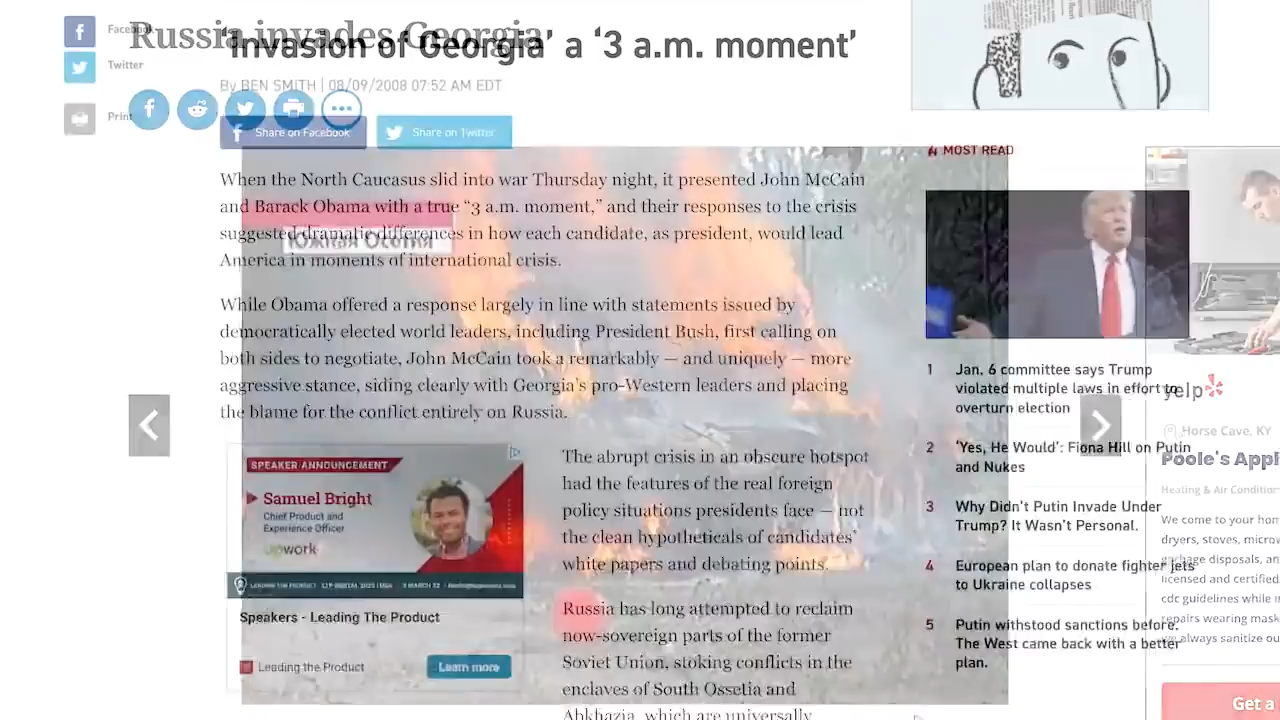 Facebook
Russia invades Georgia
'Invasion of Georgia' a '3 a.m. moment'
Twitter
By BEN SMITH | 08/09/2008 07:52 AM EDT
Print
Share on Facebook
Share on Twitter
When the North Caucasus slid into war Thursday night, it presented John McCain
and Barack Obama with a true “3 a.m. moment,” and their responses to the crisis
suggested dramatic differences in how each candidate, as president, would lead
America in moments of international crisis.
Южная Осетия
While Obama offered a response largely in line with statements issued by
democratically elected world leaders, including President Bush, first calling on
both sides to negotiate, John McCain took a remarkably — and uniquely — more
aggressive stance, siding clearly with Georgia's pro-Western leaders and placing
the blame for the conflict entirely on Russia.
SPEAKER ANNOUNCEMENT
Samuel Bright
Chief Product and
Experience Officer
Upwork
LEADING THE PRODUCT
Speakers - Leading The Product
Leading the Product
Learn more
The abrupt crisis in an obscure hotspot
had the features of the real foreign
policy situations presidents face — not
the clean hypotheticals of candidates'
white papers and debating points.
Russia has long attempted to reclaim
now-sovereign parts of the former
Soviet Union, stoking conflicts in the
enclaves of South Ossetia and
Abkhazia, which are universally
MOST READ
1 Jan. 6 committee says Trump
violated multiple laws in effort to
overturn election
2 'Yes, He Would': Fiona Hill on Putin
and Nukes
3 Why Didn't Putin Invade Under
Trump? It Wasn't Personal.
4 European plan to donate fighter jets
to Ukraine collapses
5 Putin withstood sanctions before.
The West came back with a better
plan.
yelp
Horse Cave, KY
Poole's Appl
Heating & Air Condition
We come to your hom
dryers, stoves, microw
garbage disposals, an
licensed and certified.
cdc guidelines while i
repairs wearing mask
we always sanitize ou
Get a